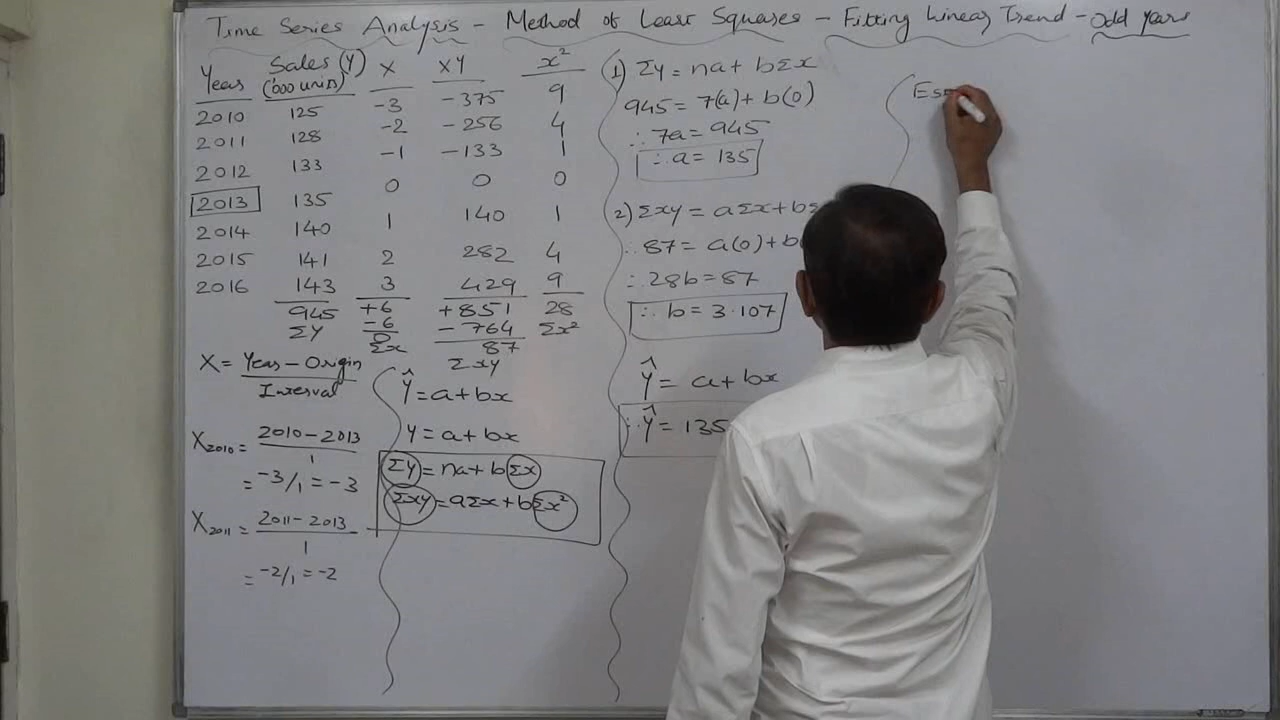 Time Series Analysis - Method of Least Squares - Fitting Linear Trend - Odd Years
Years Sales (Y) ('000 units) X XY x²
2010 125 -3 -375 9
2011 128 -2 -256 4
2012 133 -1 -133 1
2013 135 0 0 0
2014 140 1 140 1
2015 141 2 282 4
2016 143 3 429 9
945 +6 +851 28
ΣY -6 -764 Σx²
0 87
Σx Σxy
X = Year - Origin / Interval
X2010 = 2010 - 2013 / 1
= -3/1 = -3
X2011 = 2011 - 2013 / 1
= -2/1 = -2
Ŷ = a + bx
Y = a + bx
ΣY = na + bΣx
Σxy = aΣx + bΣx²
1) ΣY = na + bΣx
945 = 7(a) + b(0)
∴ 7a = 945
∴ a = 135
2) Σxy = aΣx + b
∴ 87 = a(0) + b
∴ 28b = 87
∴ b = 3.107
Ŷ = a + bx
∴ Ŷ = 135
Es